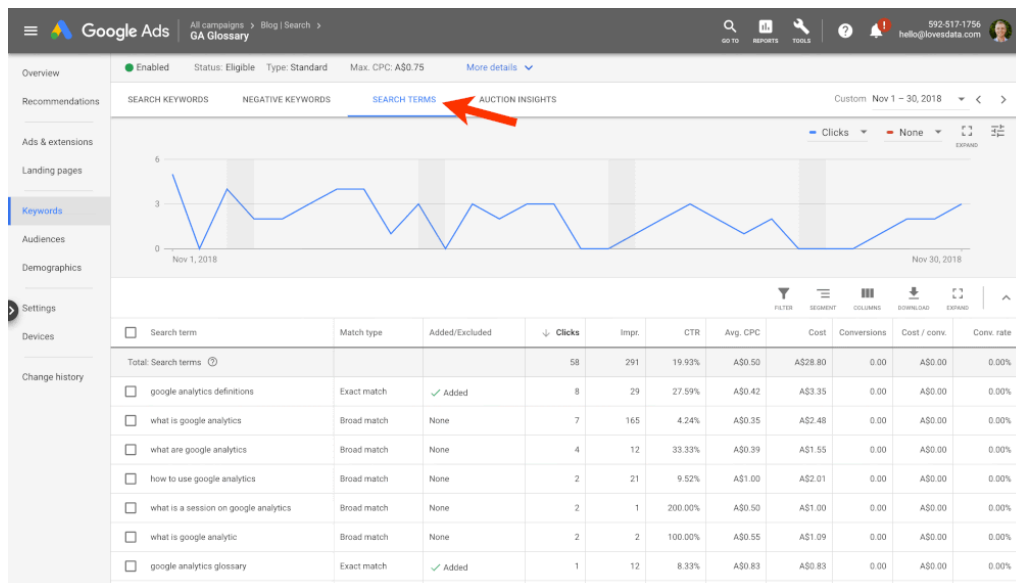 Google Ads
All campaigns > Blog | Search >
GA Glossary
GO TO
REPORTS
TOOLS
?
!
592-517-1756
hello@lovesdata.com
Overview
Recommendations
Ads & extensions
Landing pages
Keywords
Audiences
Demographics
Settings
Devices
Change history
Enabled Status: Eligible Type: Standard Max. CPC: A$0.75 More details
SEARCH KEYWORDS NEGATIVE KEYWORDS SEARCH TERMS AUCTION INSIGHTS Custom Nov 1 – 30, 2018
Clicks None EXPAND
6
3
0
Nov 1, 2018 Nov 30, 2018
FILTER SEGMENT COLUMNS DOWNLOAD EXPAND
Search term Match type Added/Excluded Clicks Impr. CTR Avg. CPC Cost Conversions Cost / conv. Conv. rate
Total: Search terms ? 58 291 19.93% A$0.50 A$28.80 0.00 A$0.00 0.00%
google analytics definitions Exact match Added 8 29 27.59% A$0.42 A$3.35 0.00 A$0.00 0.00%
what is google analytics Broad match None 7 165 4.24% A$0.35 A$2.48 0.00 A$0.00 0.00%
what are google analytics Broad match None 4 12 33.33% A$0.39 A$1.55 0.00 A$0.00 0.00%
how to use google analytics Broad match None 2 21 9.52% A$1.00 A$2.01 0.00 A$0.00 0.00%
what is a session on google analytics Broad match None 2 1 200.00% A$0.50 A$1.00 0.00 A$0.00 0.00%
what is google analytic Broad match None 2 2 100.00% A$0.55 A$1.09 0.00 A$0.00 0.00%
google analytics glossary Exact match Added 1 12 8.33% A$0.83 A$0.83 0.00 A$0.00 0.00%